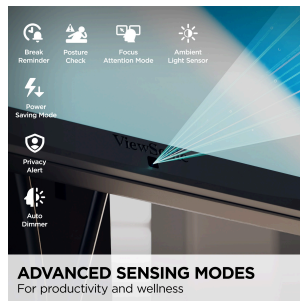 Break
Reminder
Posture
Check
Focus
Attention Mode
Ambient
Light Sensor
Power
Saving Mode
ViewSonic
Privacy
Alert
Auto
Dimmer
ADVANCED SENSING MODES
For productivity and wellness